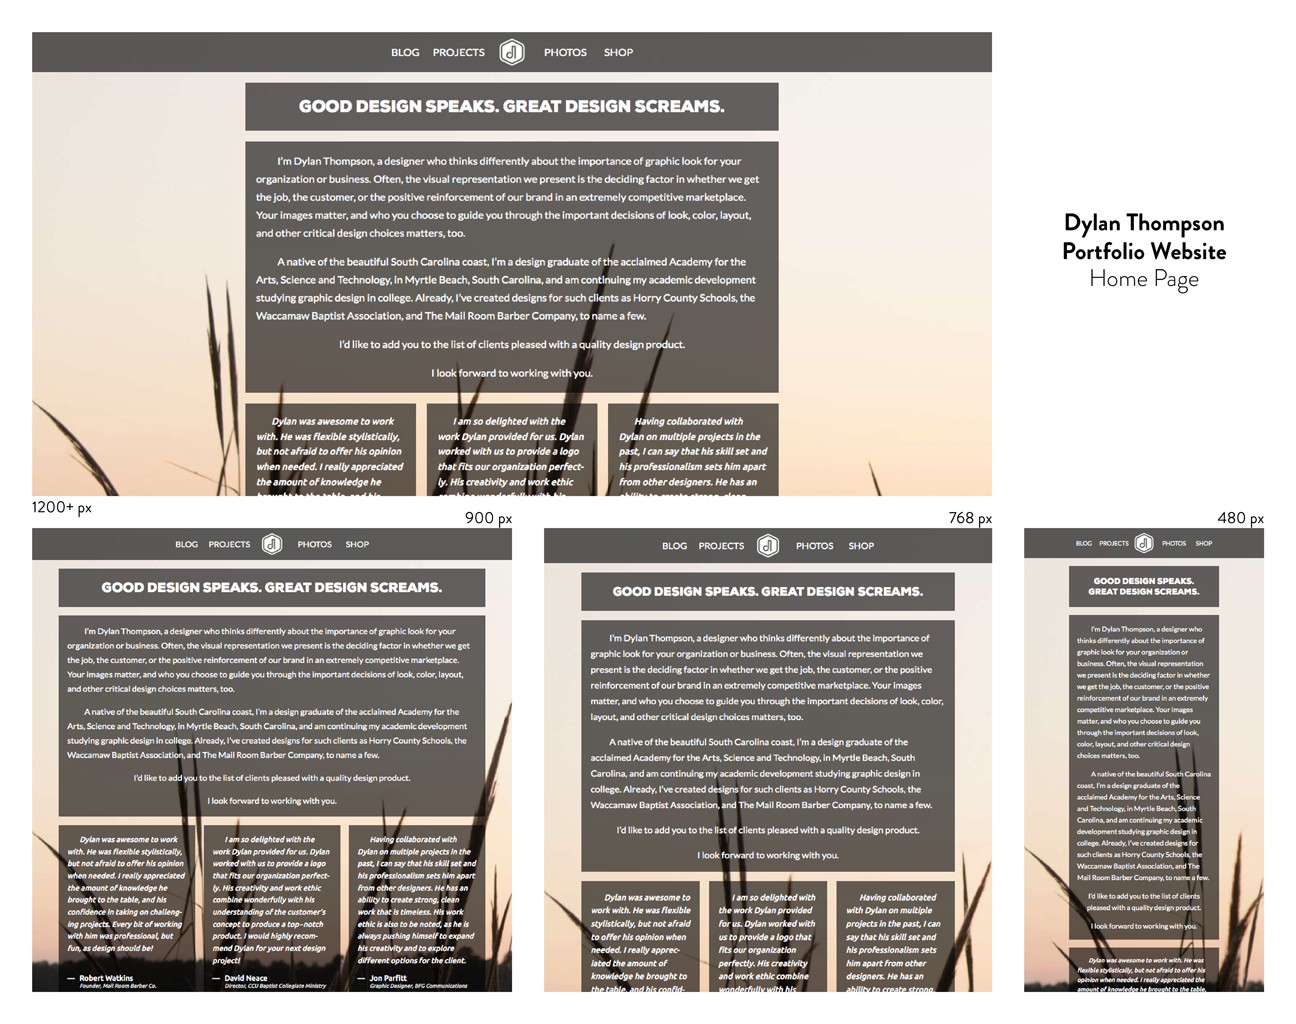 BLOG PROJECTS PHOTOS SHOP
GOOD DESIGN SPEAKS. GREAT DESIGN SCREAMS.
I'm Dylan Thompson, a designer who thinks differently about the importance of graphic look for your
organization or business. Often, the visual representation we present is the deciding factor in whether we get
the job, the customer, or the positive reinforcement of our brand in an extremely competitive marketplace.
Your images matter, and who you choose to guide you through the important decisions of look, color, layout,
and other critical design choices matters, too.
A native of the beautiful South Carolina coast, I'm a design graduate of the acclaimed Academy for the
Arts, Science and Technology, in Myrtle Beach, South Carolina, and am continuing my academic development
studying graphic design in college. Already, I've created designs for such clients as Horry County Schools, the
Waccamaw Baptist Association, and The Mail Room Barber Company, to name a few.
I'd like to add you to the list of clients pleased with a quality design product.
I look forward to working with you.
Dylan was awesome to work
with. He was flexible stylistically,
but not afraid to offer his opinion
when needed. I really appreciated
the amount of knowledge he
brought to the table, and his
I am so delighted with the
work Dylan provided for us. Dylan
worked with us to provide a logo
that fits our organization perfect-
ly. His creativity and work ethic
combine wonderfully with his
Having collaborated with
Dylan on multiple projects in the
past, I can say that his skill set and
his professionalism sets him apart
from other designers. He has an
ability to create strong, clean
Dylan Thompson
Portfolio Website
Home Page
1200+ px
900 px
BLOG PROJECTS PHOTOS SHOP
GOOD DESIGN SPEAKS. GREAT DESIGN SCREAMS.
I'm Dylan Thompson, a designer who thinks differently about the importance of graphic look for your
organization or business. Often, the visual representation we present is the deciding factor in whether we get
the job, the customer, or the positive reinforcement of our brand in an extremely competitive marketplace.
Your images matter, and who you choose to guide you through the important decisions of look, color, layout,
and other critical design choices matters, too.
A native of the beautiful South Carolina coast, I'm a design graduate of the acclaimed Academy for the
Arts, Science and Technology, in Myrtle Beach, South Carolina, and am continuing my academic development
studying graphic design in college. Already, I've created designs for such clients as Horry County Schools, the
Waccamaw Baptist Association, and The Mail Room Barber Company, to name a few.
I'd like to add you to the list of clients pleased with a quality design product.
I look forward to working with you.
Dylan was awesome to work
with. He was flexible stylistically,
but not afraid to offer his opinion
when needed. I really appreciated
the amount of knowledge he
brought to the table, and his
confidence in taking on challeng-
ing projects. Every bit of working
with him was professional, but
fun, as design should be!
— Robert Watkins
Founder, Mail Room Barber Co.
I am so delighted with the
work Dylan provided for us. Dylan
worked with us to provide a logo
that fits our organization perfect-
ly. His creativity and work ethic
combine wonderfully with his
understanding of the customer's
concept to produce a top-notch
product. I would highly recom-
mend Dylan for your next design
project!
— David Neace
Director, CCU Baptist Collegiate Ministry
Having collaborated with
Dylan on multiple projects in the
past, I can say that his skill set and
his professionalism sets him apart
from other designers. He has an
ability to create strong, clean
work that is timeless. His work
ethic is also to be noted, as he is
always pushing himself to expand
his creativity and to explore
different options for the client.
— Jon Parfitt
Graphic Designer, BFG Communications
768 px
BLOG PROJECTS PHOTOS SHOP
GOOD DESIGN SPEAKS. GREAT DESIGN SCREAMS.
I'm Dylan Thompson, a designer who thinks differently about the importance of
graphic look for your organization or business. Often, the visual representation we
present is the deciding factor in whether we get the job, the customer, or the positive
reinforcement of our brand in an extremely competitive marketplace. Your images
matter, and who you choose to guide you through the important decisions of look, color,
layout, and other critical design choices matters, too.
A native of the beautiful South Carolina coast, I'm a design graduate of the
acclaimed Academy for the Arts, Science and Technology, in Myrtle Beach, South
Carolina, and am continuing my academic development studying graphic design in
college. Already, I've created designs for such clients as Horry County Schools, the
Waccamaw Baptist Association, and The Mail Room Barber Company, to name a few.
I'd like to add you to the list of clients pleased with a quality design product.
I look forward to working with you.
Dylan was awesome to
work with. He was flexible
stylistically, but not afraid
to offer his opinion when
needed. I really apprec-
iated the amount of
knowledge he brought to
the table, and his confid-
I am so delighted with
the work Dylan provided
for us. Dylan worked with
us to provide a logo that
fits our organization
perfectly. His creativity
and work ethic combine
wonderfully with his
Having collaborated
with Dylan on multiple
projects in the past, I can
say that his skill set and
his professionalism sets
him apart from other
designers. He has an
ability to create strong,
480 px
BLOG PROJECTS PHOTOS SHOP
GOOD DESIGN SPEAKS.
GREAT DESIGN SCREAMS.
I'm Dylan Thompson, a designer who
thinks differently about the importance of
graphic look for your organization or
business. Often, the visual representation
we present is the deciding factor in whether
we get the job, the customer, or the positive
reinforcement of our brand in an extremely
competitive marketplace. Your images
matter, and who you choose to guide you
through the important decisions of look,
color, layout, and other critical design
choices matters, too.
A native of the beautiful South Carolina
coast, I'm a design graduate of the
acclaimed Academy for the Arts, Science
and Technology, in Myrtle Beach, South
Carolina, and am continuing my academic
development studying graphic design in
college. Already, I've created designs for
such clients as Horry County Schools, the
Waccamaw Baptist Association, and The
Mail Room Barber Company, to name a few.
I'd like to add you to the list of clients
pleased with a quality design product.
I look forward to working with you.
Dylan was awesome to work with. He was
flexible stylistically, but not afraid to offer his
opinion when needed. I really appreciated the
amount of knowledge he brought to the table,